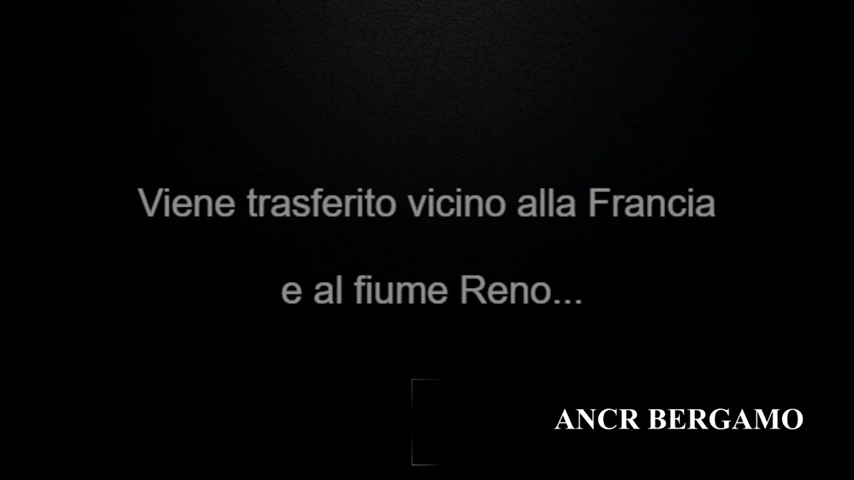 Viene trasferito vicino alla Francia
e al fiume Reno...
ANCR BERGAMO